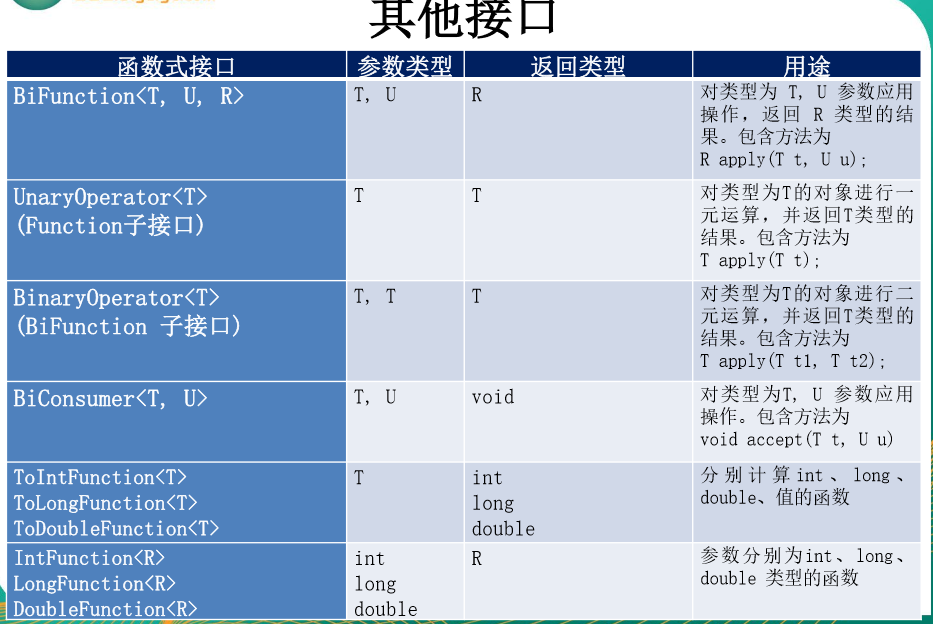 其他接口
函数式接口 参数类型 返回类型 用途
BiFunction<T, U, R> T, U R 对类型为 T, U 参数应用
操作，返回 R 类型的结
果。包含方法为
R apply(T t, U u);
UnaryOperator<T> T T 对类型为T的对象进行一
(Function子接口) 元运算，并返回T类型的
结果。包含方法为
T apply(T t);
BinaryOperator<T> T, T T 对类型为T的对象进行二
(BiFunction 子接口) 元运算，并返回T类型的
结果。包含方法为
T apply(T t1, T t2);
BiConsumer<T, U> T, U void 对类型为T, U 参数应用
操作。包含方法为
void accept(T t, U u)
ToIntFunction<T> T int 分别计算int、long、
ToLongFunction<T> long double、值的函数
ToDoubleFunction<T> double
IntFunction<R> int R 参数分别为int、long、
LongFunction<R> long double 类型的函数
DoubleFunction<R> double